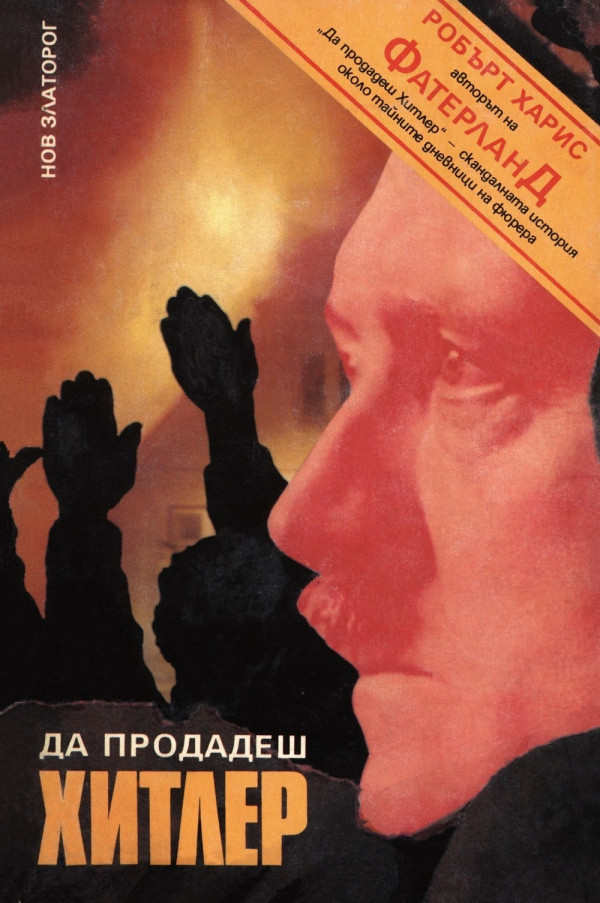 НОВ ЗЛАТОРОГ
РОБЪРТ ХАРИС
авторът на
ФАТЕРЛАНД
„Да продадеш Хитлер“ – скандалната история
около тайните дневници на фюрера
ДА ПРОДАДЕШ
ХИТЛЕР